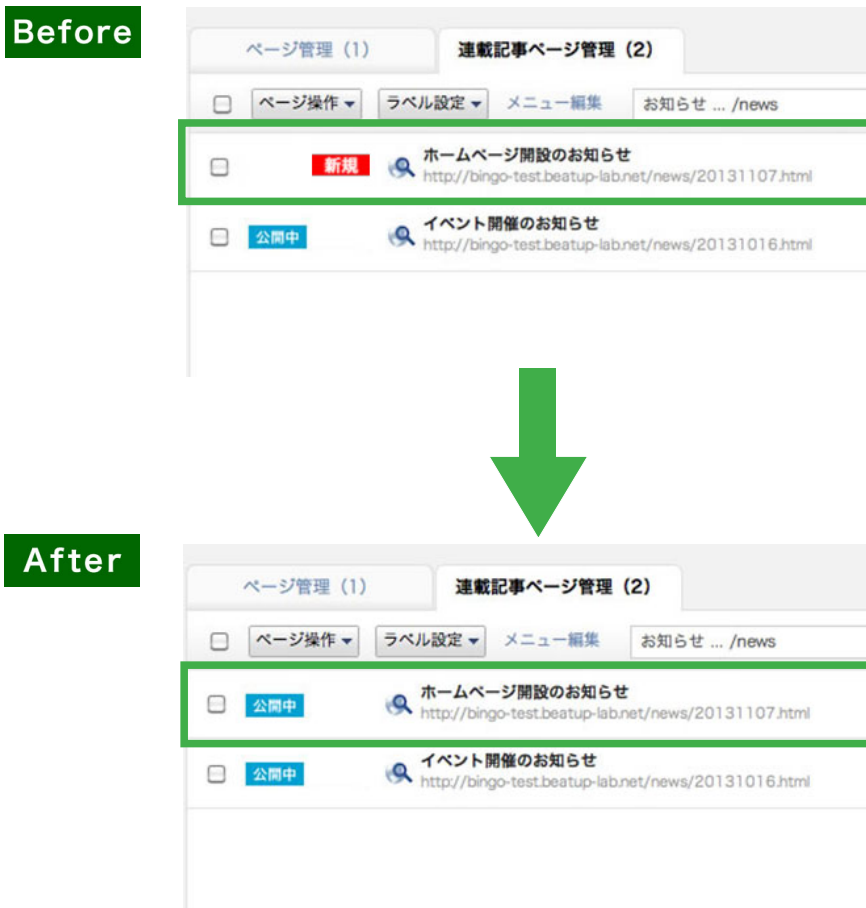 Before
ページ管理（1）
連載記事ページ管理（2）
ページ操作
ラベル設定
メニュー編集
お知らせ ... /news
新規
ホームページ開設のお知らせ
http://bingo-test.beatup-lab.net/news/20131107.html
公開中
イベント開催のお知らせ
http://bingo-test.beatup-lab.net/news/20131016.html
After
ページ管理（1）
連載記事ページ管理（2）
ページ操作
ラベル設定
メニュー編集
お知らせ ... /news
公開中
ホームページ開設のお知らせ
http://bingo-test.beatup-lab.net/news/20131107.html
公開中
イベント開催のお知らせ
http://bingo-test.beatup-lab.net/news/20131016.html